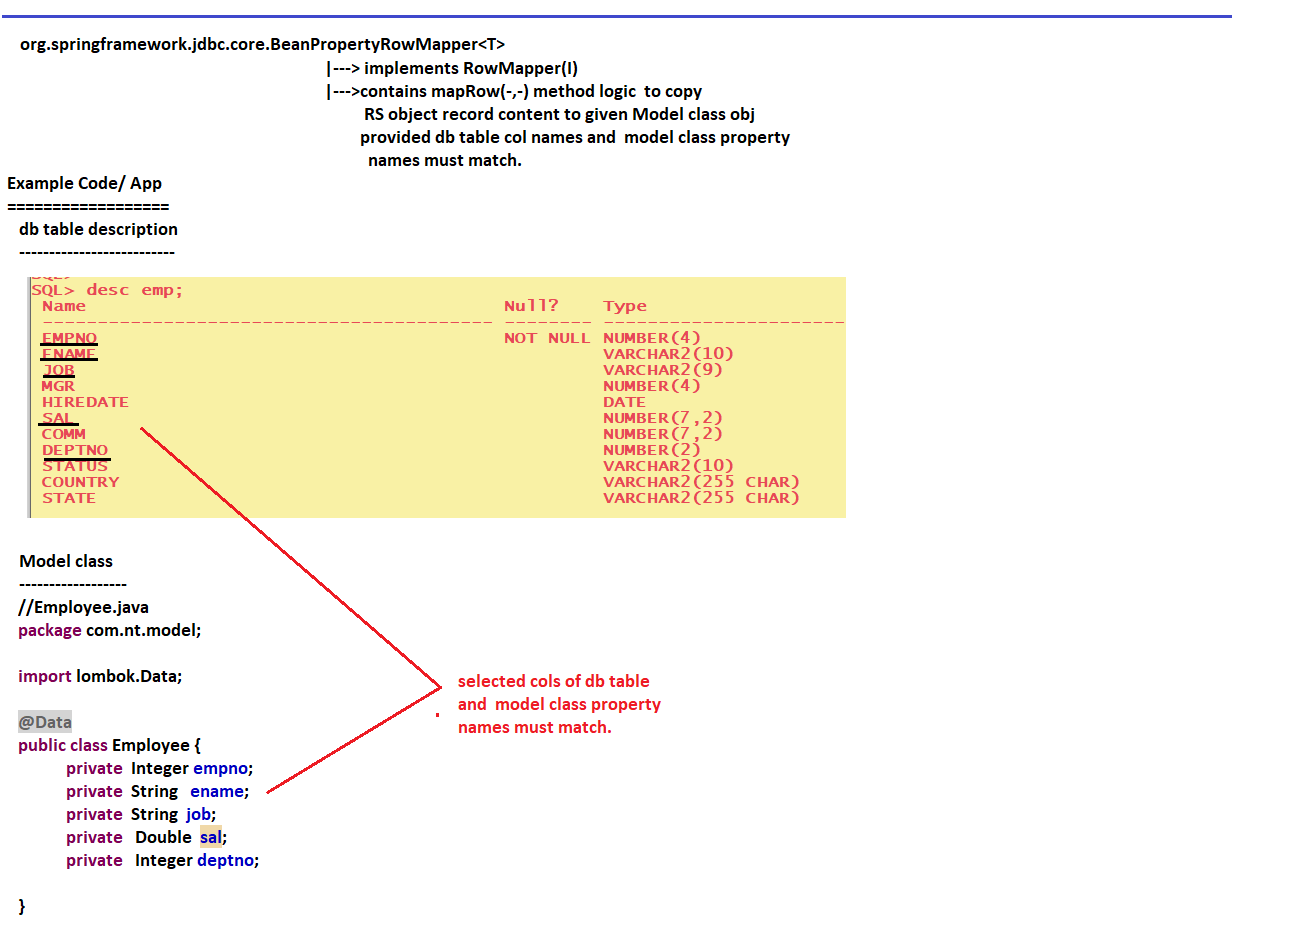 org.springframework.jdbc.core.BeanPropertyRowMapper<T>
|---> implements RowMapper(I)
|--->contains mapRow(-,-) method logic  to copy
RS object record content to given Model class obj
provided db table col names and  model class property
names must match.
Example Code/ App
==================
db table description
--------------------------
SQL> desc emp;
Name Null? Type
----------------------------------------- -------- ----------------------
EMPNO NOT NULL NUMBER(4)
ENAME VARCHAR2(10)
JOB VARCHAR2(9)
MGR NUMBER(4)
HIREDATE DATE
SAL NUMBER(7,2)
COMM NUMBER(7,2)
DEPTNO NUMBER(2)
STATUS VARCHAR2(10)
COUNTRY VARCHAR2(255 CHAR)
STATE VARCHAR2(255 CHAR)
Model class
------------------
//Employee.java
package com.nt.model;
import lombok.Data;
selected cols of db table
and  model class property
names must match.
@Data
public class Employee {
private  Integer empno;
private  String   ename;
private  String  job;
private   Double  sal;
private   Integer deptno;
}